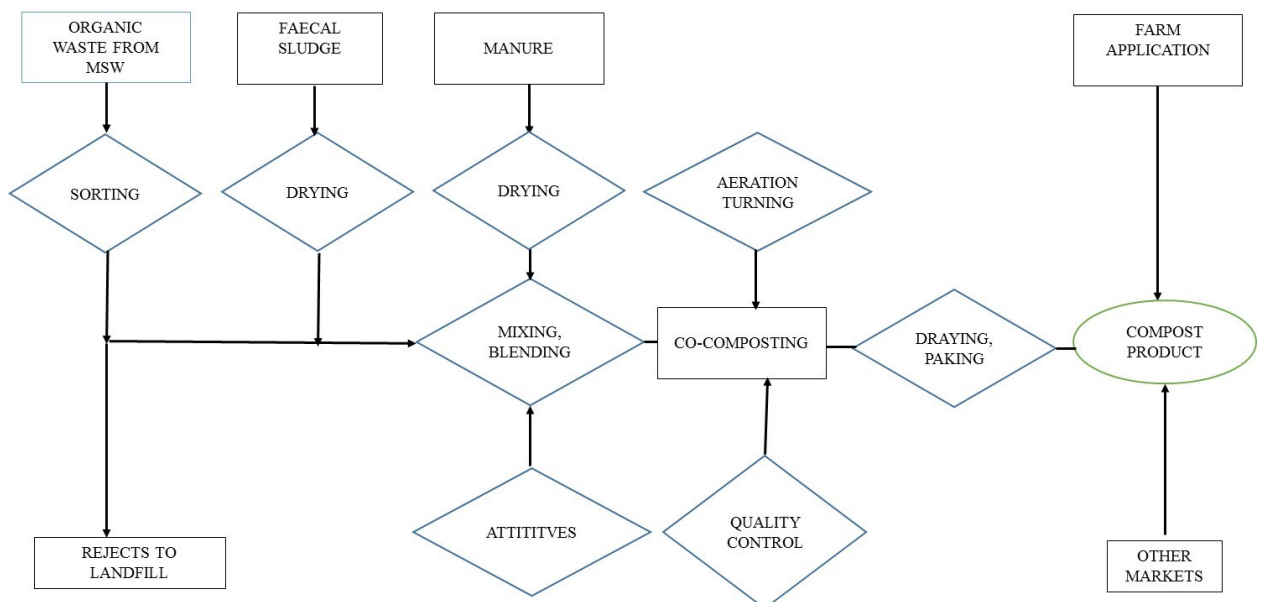 ORGANIC
WASTE FROM
MSW
FAECAL
SLUDGE
MANURE
FARM
APPLICATION
SORTING
DRYING
DRYING
AERATION
TURNING
MIXING,
BLENDING
CO-COMPOSTING
DRAYING,
PAKING
COMPOST
PRODUCT
ATTITITVES
QUALITY
CONTROL
REJECTS TO
LANDFILL
OTHER
MARKETS